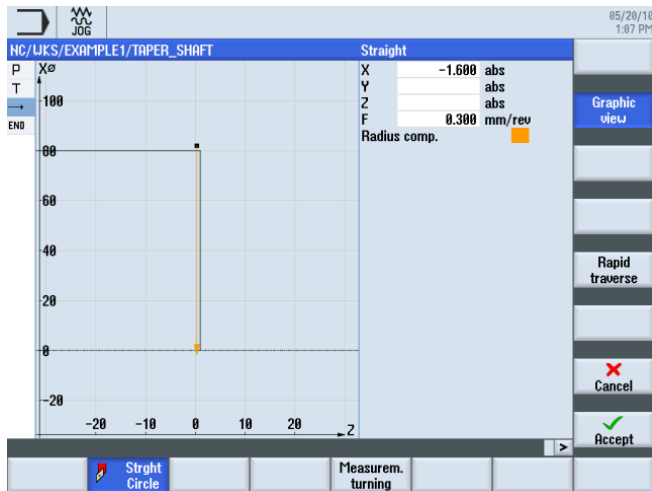 JOG
05/20/10
1:07 PM
NC/WKS/EXAMPLE1/TAPER_SHAFT
Straight
P
T
END
X⌀
100
80
60
40
20
0
-20
-20 -10 0 10 20 Z
X -1.600 abs
Y abs
Z abs
F 0.300 mm/rev
Radius comp.
Graphic
view
Rapid
traverse
Cancel
Accept
>
Strght
Circle
Measurem.
turning